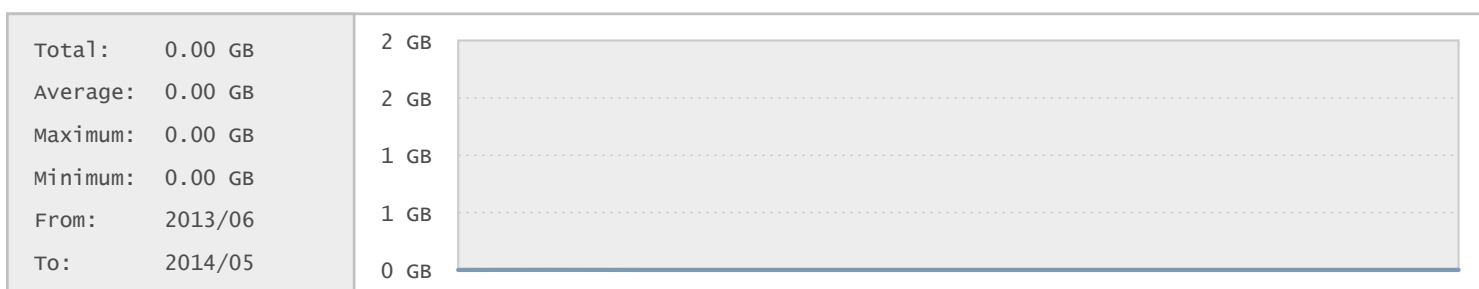 Total: 0.00 GB
Average: 0.00 GB
Maximum: 0.00 GB
Minimum: 0.00 GB
From: 2013/06
To: 2014/05
2 GB
2 GB
1 GB
1 GB
0 GB